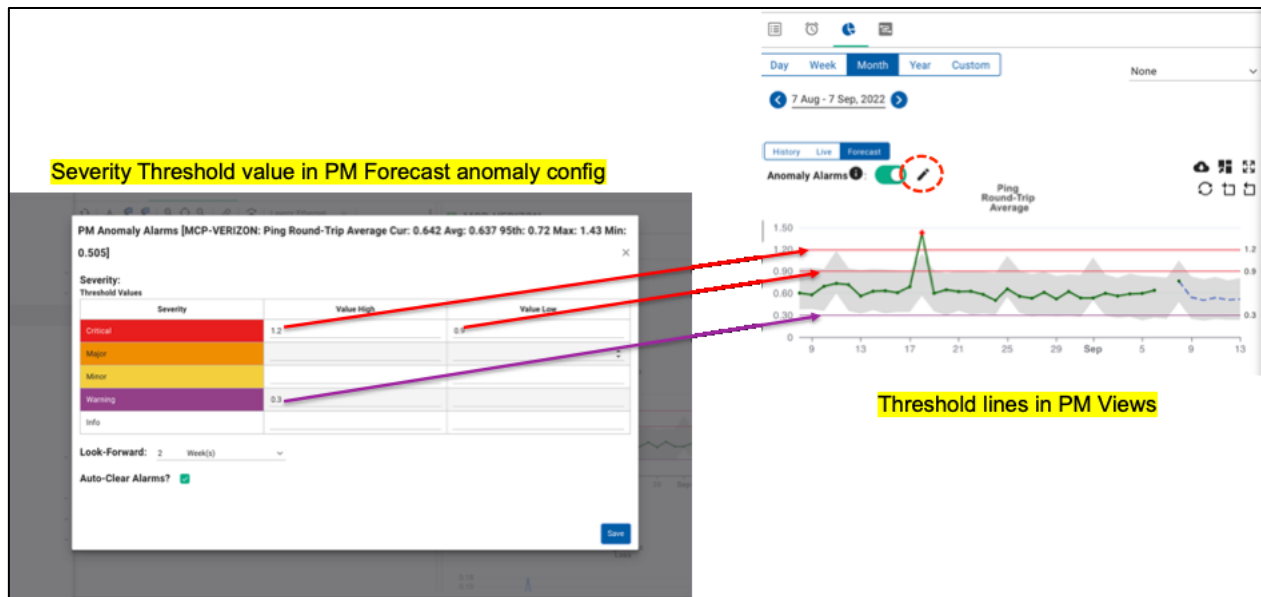 Severity Threshold value in PM Forecast anomaly config
PM Anomaly Alarms [MCP-VERIZON: Ping Round-Trip Average Cur: 0.642 Avg: 0.637 95th: 0.72 Max: 1.43 Min:
0.505]
Severity:
Threshold Values
Severity Value High Value Low
Critical 1.2 0.9
Major
Minor
Warning 0.3
Info
Look-Forward: 2 Week(s)
Auto-Clear Alarms?
Save
Day Week Month Year Custom
None
7 Aug - 7 Sep, 2022
History Live Forecast
Anomaly Alarms :
Ping
Round-Trip
Average
1.50
1.20 1.2
0.90 0.9
0.60
0.30 0.3
0
9 13 17 21 25 29 Sep 5 9 13
Threshold lines in PM Views